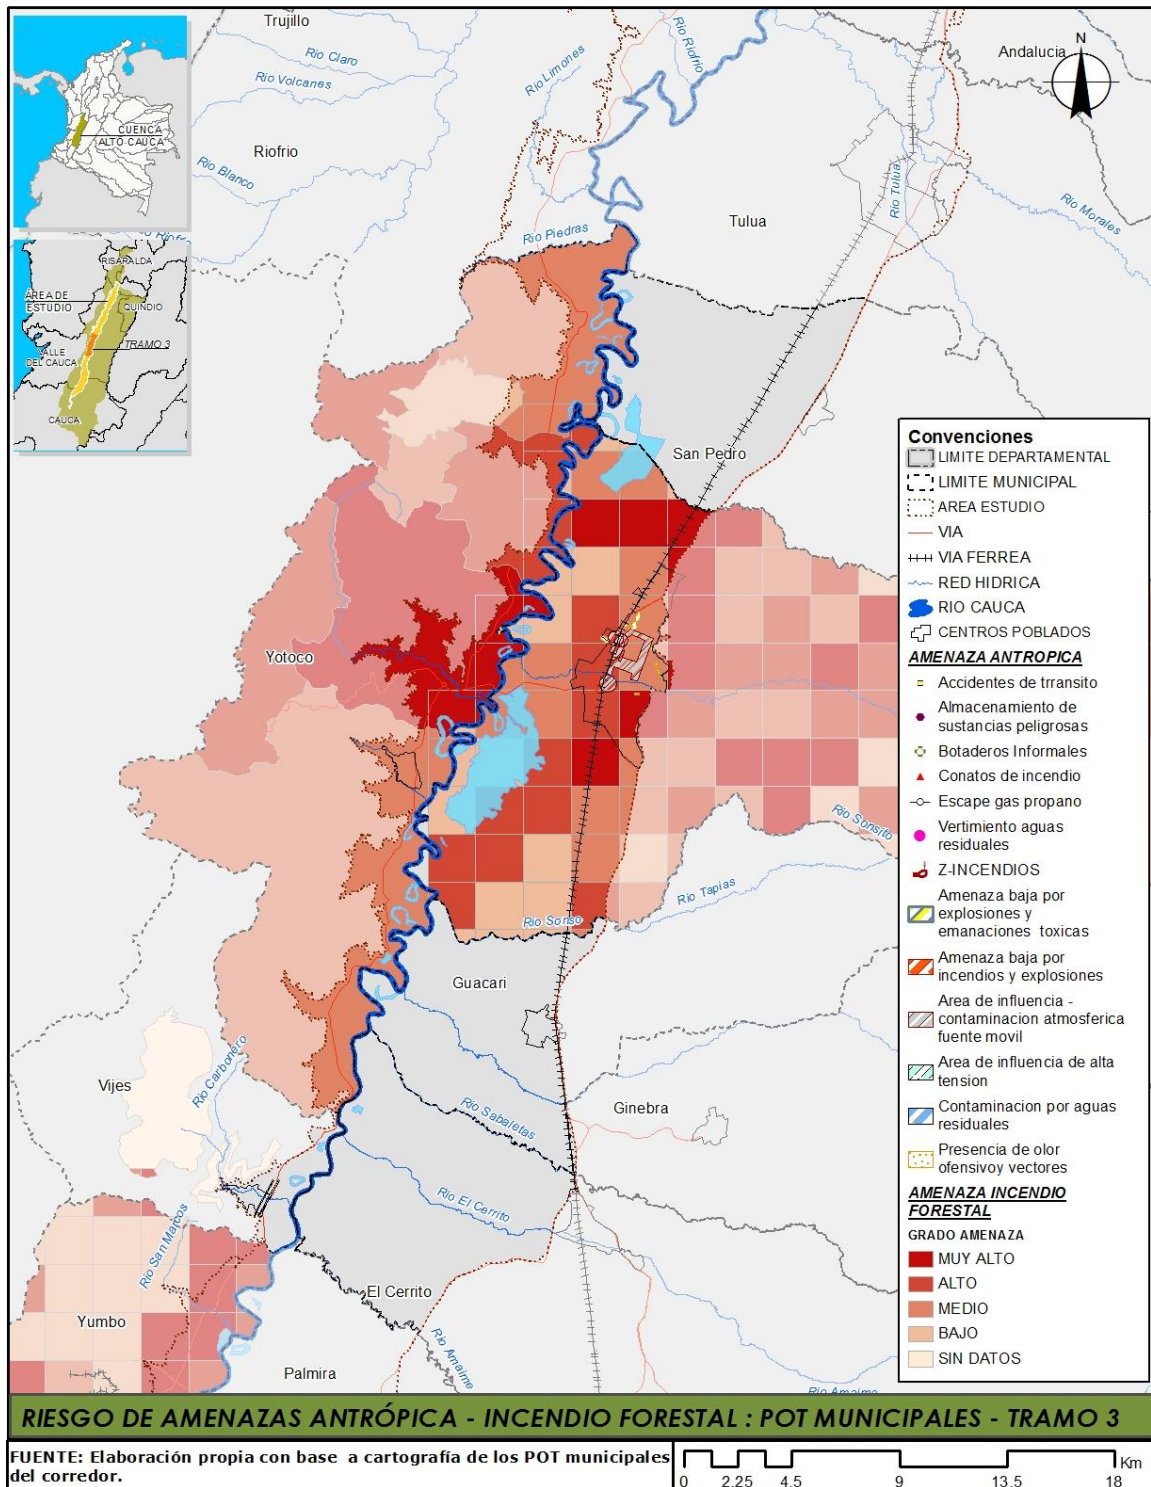 Trujillo
Rio Claro
Rio Volcanes
Rio Limones
Rio Riofrio
Andalucia
N
CUENCA
ALTO CAUCA
Riofrio
Rio Blanco
Rio Tulua
Rio Morales
Tulua
Rio Piedras
RISARALDA
AREA DE
ESTUDIO
QUINDIO
TRAMO 3
VALLE
DEL CAUCA
CAUCA
San Pedro
Yotoco
Rio Sonsito
Rio Tapias
Rio Sonso
Guacari
Vijes
Rio Carbonero
Rio Sabaletas
Ginebra
Rio El Cerrito
Rio San Marcos
El Cerrito
Yumbo
Rio Amaime
Palmira
Rio Amaime
Convenciones
LIMITE DEPARTAMENTAL
LIMITE MUNICIPAL
AREA ESTUDIO
VIA
VIA FERREA
RED HIDRICA
RIO CAUCA
CENTROS POBLADOS
AMENAZA ANTROPICA
Accidentes de trransito
Almacenamiento de
sustancias peligrosas
Botaderos Informales
Conatos de incendio
Escape gas propano
Vertimiento aguas
residuales
Z-INCENDIOS
Amenaza baja por
explosiones y
emanaciones toxicas
Amenaza baja por
incendios y explosiones
Area de influencia -
contaminacion atmosferica
fuente movil
Area de influencia de alta
tension
Contaminacion por aguas
residuales
Presencia de olor
ofensivoy vectores
AMENAZA INCENDIO
FORESTAL
GRADO AMENAZA
MUY ALTO
ALTO
MEDIO
BAJO
SIN DATOS
RIESGO DE AMENAZAS ANTRÓPICA - INCENDIO FORESTAL : POT MUNICIPALES - TRAMO 3
FUENTE: Elaboración propia con base a cartografía de los POT municipales
del corredor.
Km
0 2.25 4.5 9 13.5 18